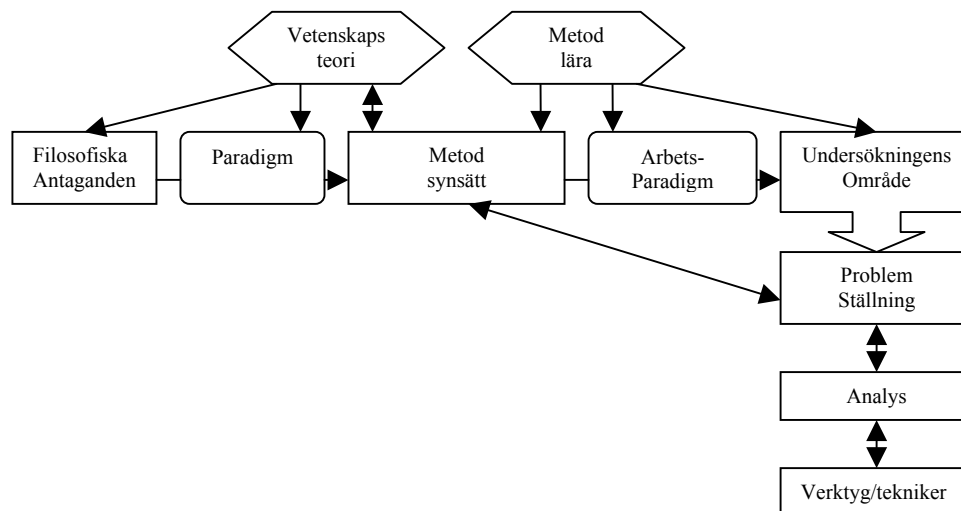 Vetenskaps
teori
Metod
lära
Filosofiska
Antaganden
Paradigm
Metod
synsätt
Arbets-
Paradigm
Undersökningens
Område
Problem
Ställning
Analys
Verktyg/tekniker